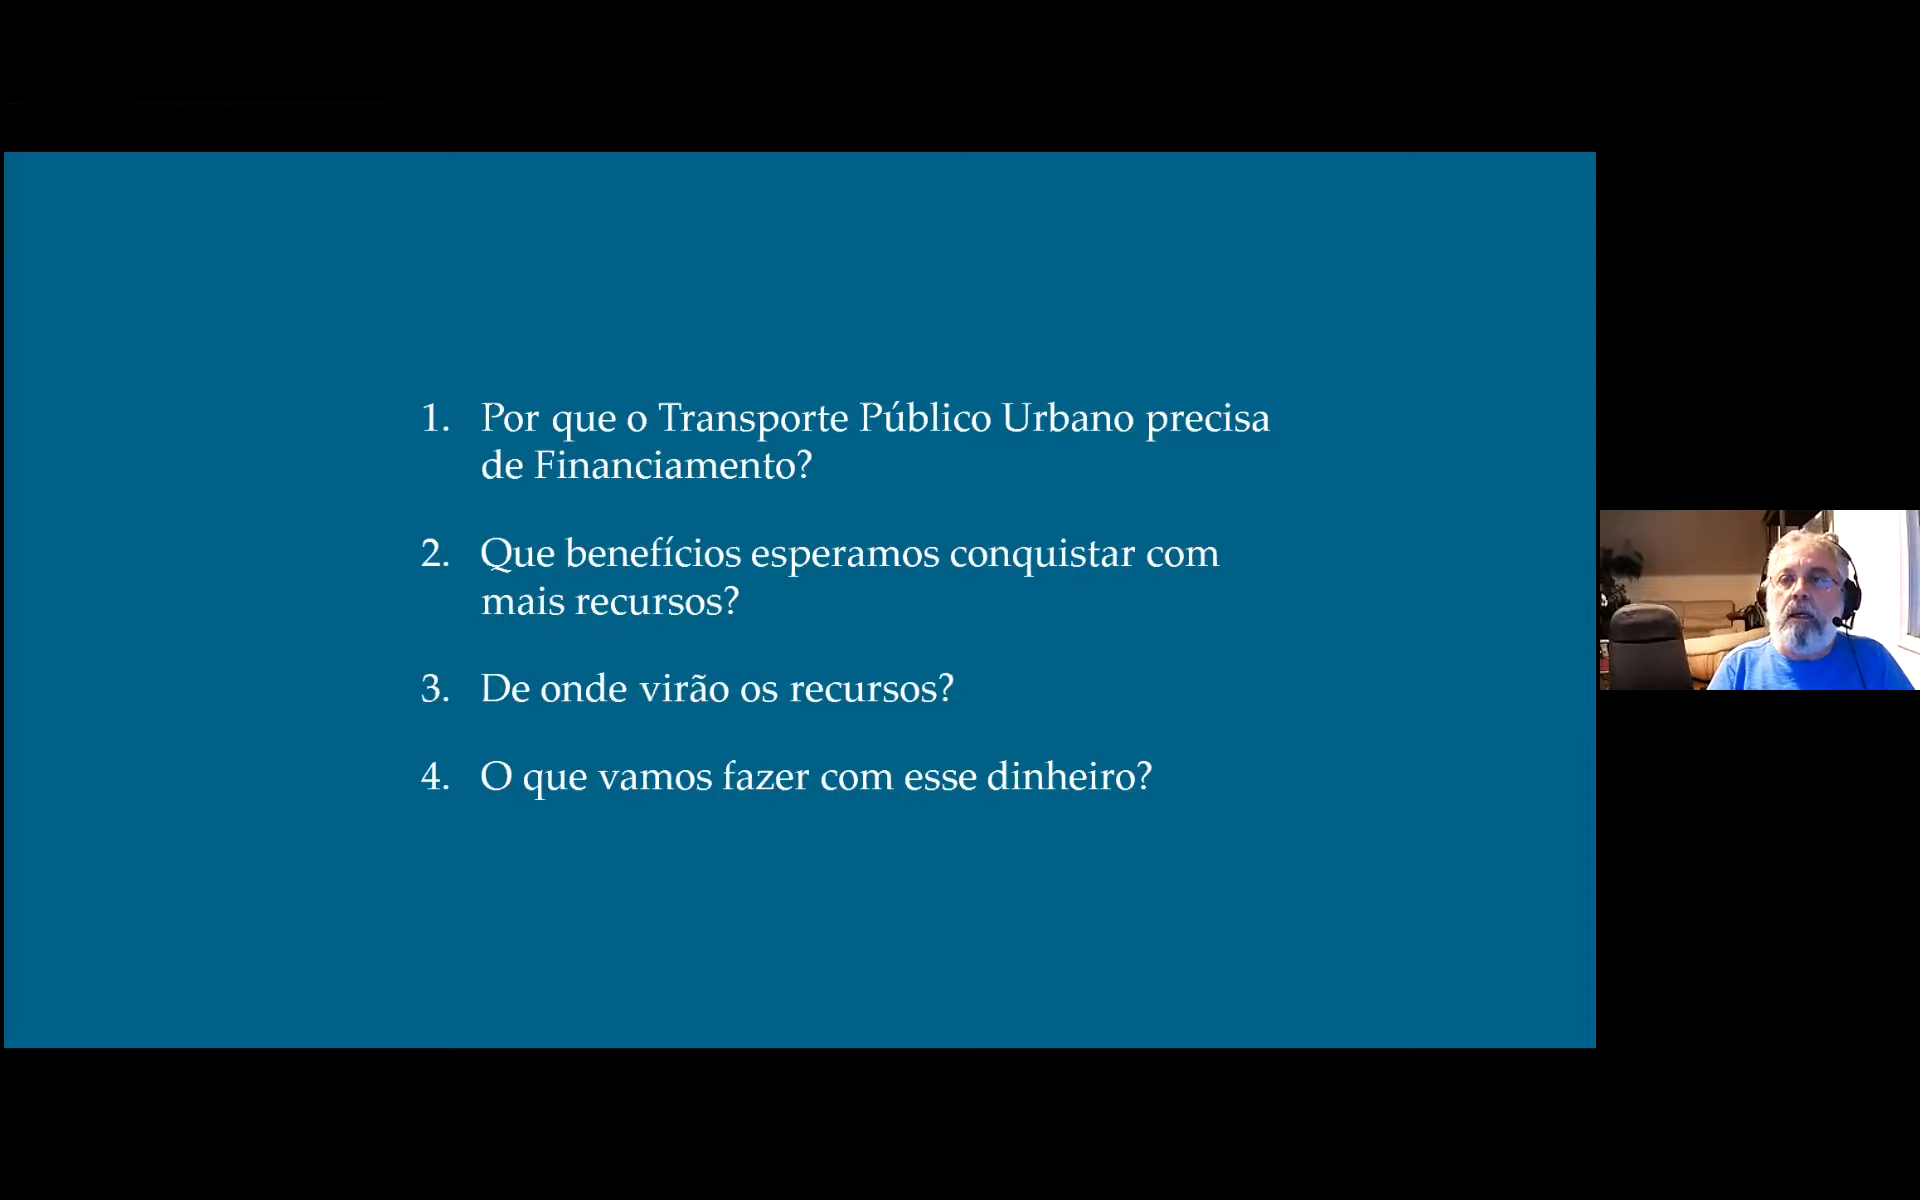 1. Por que o Transporte Público Urbano precisa
de Financiamento?
2. Que benefícios esperamos conquistar com
mais recursos?
3. De onde virão os recursos?
4. O que vamos fazer com esse dinheiro?